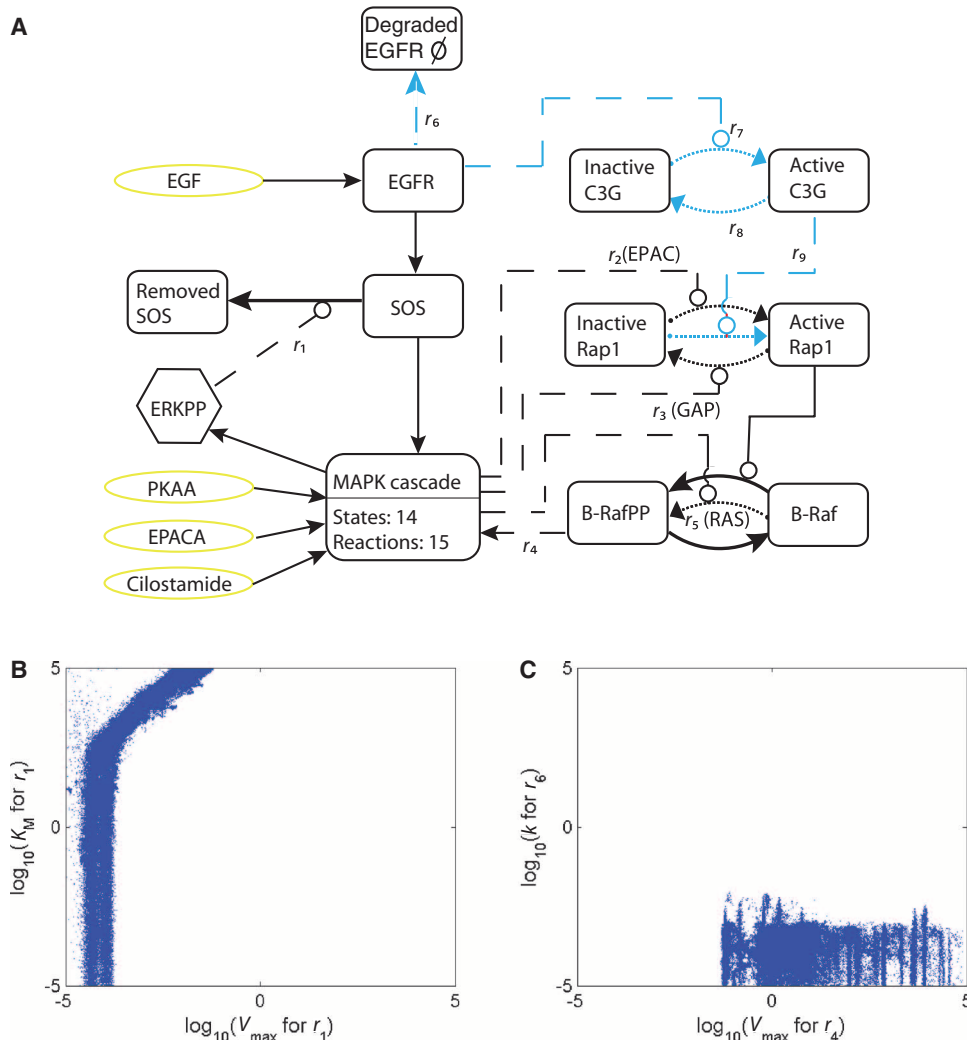 A
Degraded
EGFR ∅
r₆
r₇
EGF
EGFR
Inactive
C3G
Active
C3G
r₈
r₉
r₂(EPAC)
Removed
SOS
SOS
r₁
Inactive
Rap1
Active
Rap1
ERKPP
r₃ (GAP)
MAPK cascade
States: 14
Reactions: 15
PKAA
EPACA
Cilostamide
r₄
B-RafPP
r₅ (RAS)
B-Raf
B
5
0
-5
log₁₀(K_M for r₁)
-5
0
5
log₁₀(V_max for r₁)
C
5
0
-5
log₁₀(k for r₆)
-5
0
5
log₁₀(V_max for r₄)